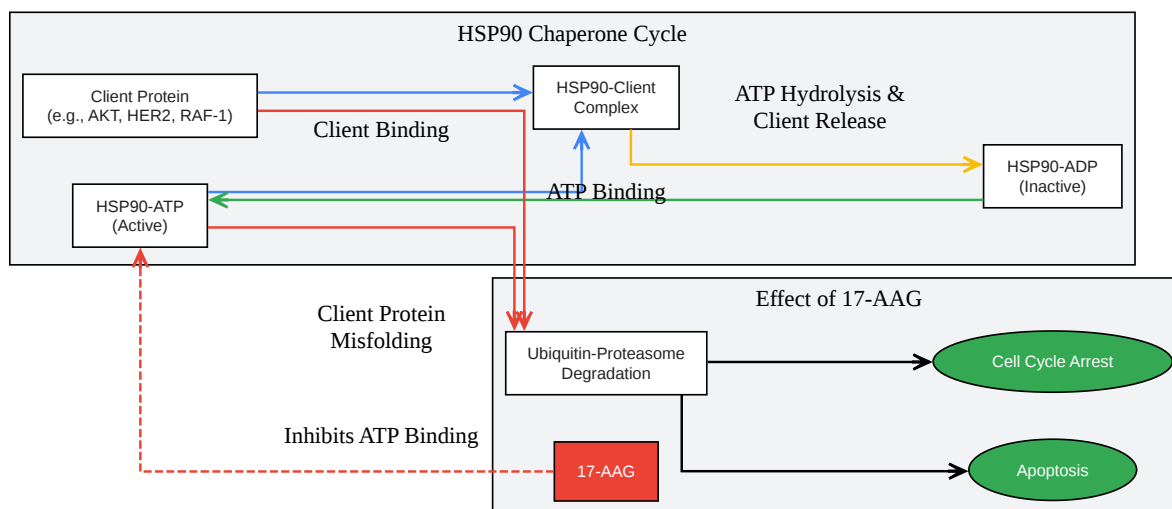 HSP90 Chaperone Cycle
Client Protein
(e.g., AKT, HER2, RAF-1)
HSP90-Client
Complex
ATP Hydrolysis &
Client Release
Client Binding
HSP90-ADP
(Inactive)
ATP Binding
HSP90-ATP
(Active)
Effect of 17-AAG
Client Protein
Misfolding
Ubiquitin-Proteasome
Degradation
Cell Cycle Arrest
Inhibits ATP Binding
17-AAG
Apoptosis